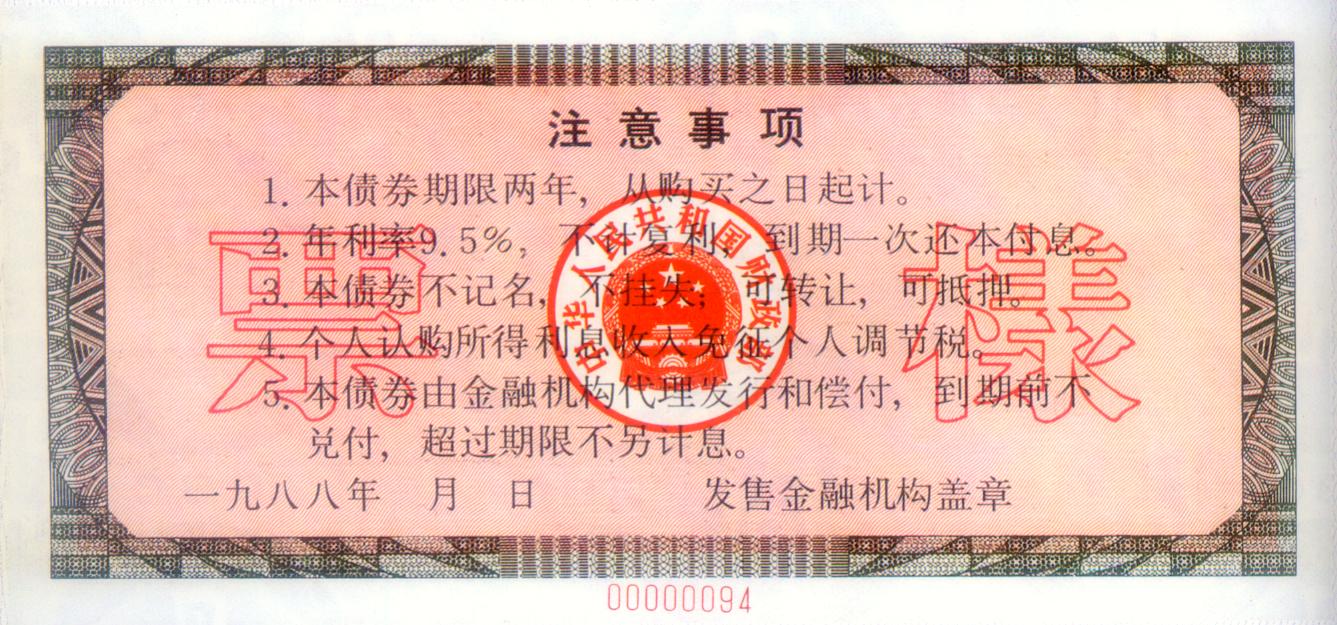 注意事项
1. 本债券期限两年，从购买之日起计。
2. 年利率9.5%，不计复利，到期一次还本付息。
3. 本债券不记名，不挂失；可转让，可抵押。
4. 个人认购所得利息收入免征个人调节税。
5. 本债券由金融机构代理发行和偿付，到期前不
兑付，超过期限不另计息。
中华人民共和国财政部
票樣
一九八八年 月 日 发售金融机构盖章
00000094